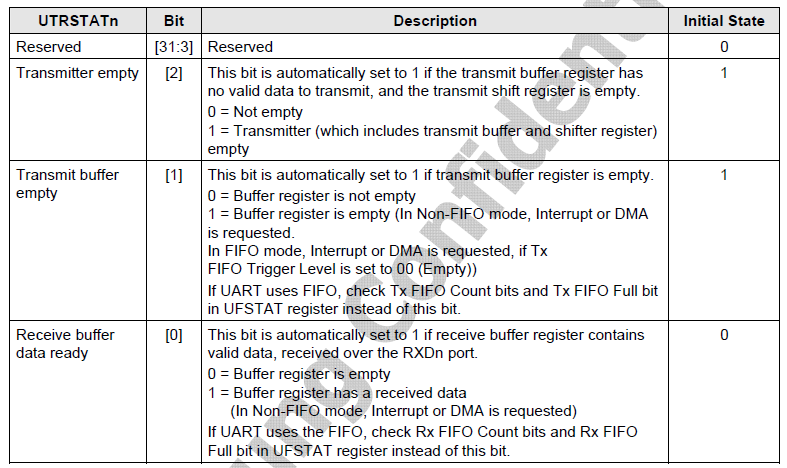 UTRSTATn Bit Description Initial State
Reserved [31:3] Reserved 0
Transmitter empty [2] This bit is automatically set to 1 if the transmit buffer register has 1
no valid data to transmit, and the transmit shift register is empty.
0 = Not empty
1 = Transmitter (which includes transmit buffer and shifter register)
empty
Transmit buffer [1] This bit is automatically set to 1 if transmit buffer register is empty. 1
empty 0 = Buffer register is not empty
1 = Buffer register is empty (In Non-FIFO mode, Interrupt or DMA
is requested.
In FIFO mode, Interrupt or DMA is requested, if Tx
FIFO Trigger Level is set to 00 (Empty))
If UART uses FIFO, check Tx FIFO Count bits and Tx FIFO Full bit
in UFSTAT register instead of this bit.
Receive buffer [0] This bit is automatically set to 1 if receive buffer register contains 0
data ready valid data, received over the RXDn port.
0 = Buffer register is empty
1 = Buffer register has a received data
(In Non-FIFO mode, Interrupt or DMA is requested)
If UART uses the FIFO, check Rx FIFO Count bits and Rx FIFO
Full bit in UFSTAT register instead of this bit.